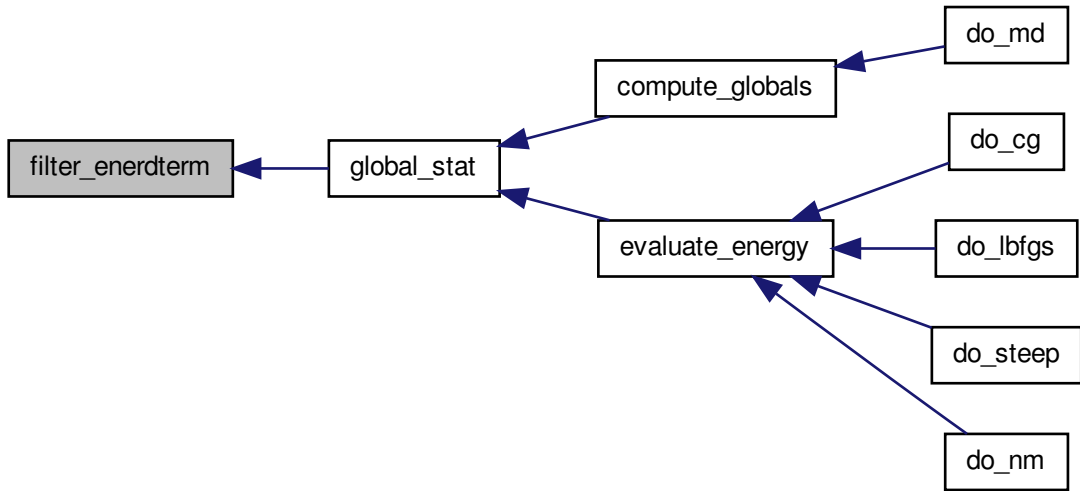 do_md
compute_globals
do_cg
filter_enerdterm
global_stat
evaluate_energy
do_lbfgs
do_steep
do_nm